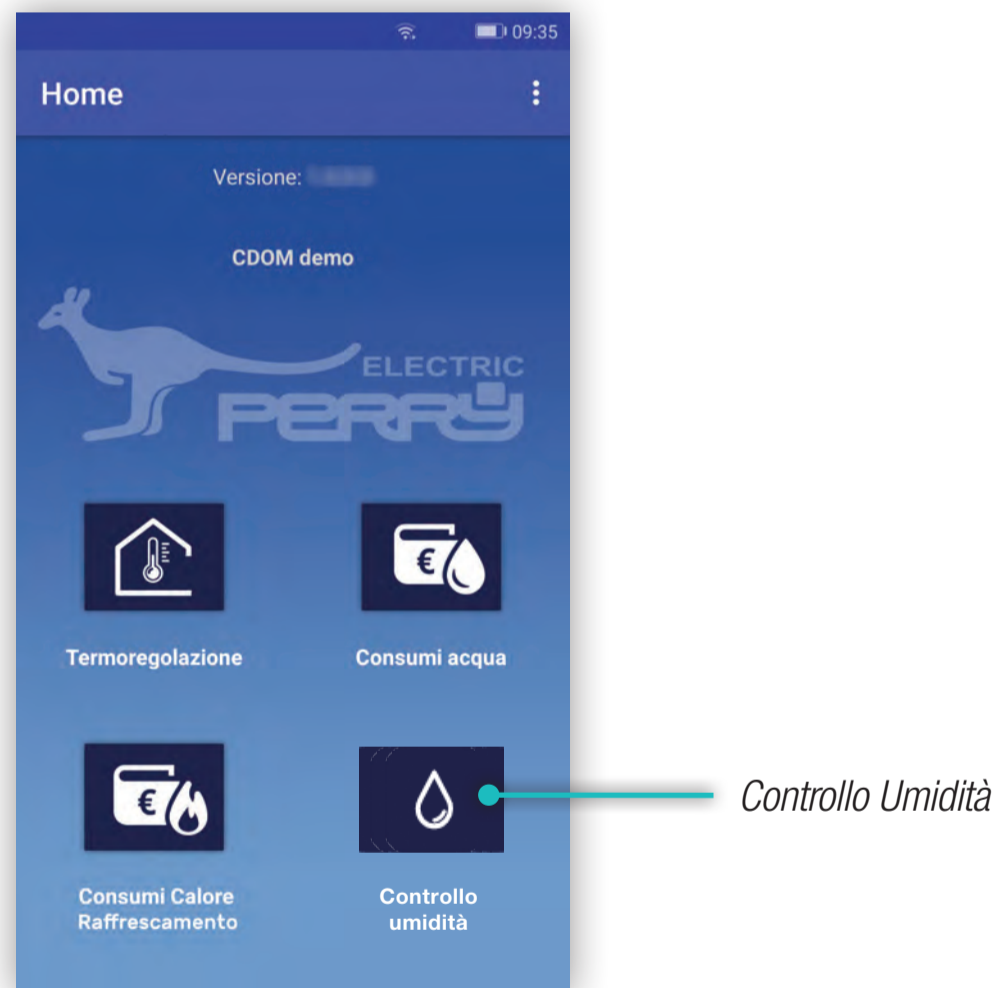 09:35
Home
Versione:
CDOM demo
ELECTRIC
PERRY
€
Termoregolazione
Consumi acqua
€
Controllo Umidità
Consumi Calore
Raffrescamento
Controllo
umidità